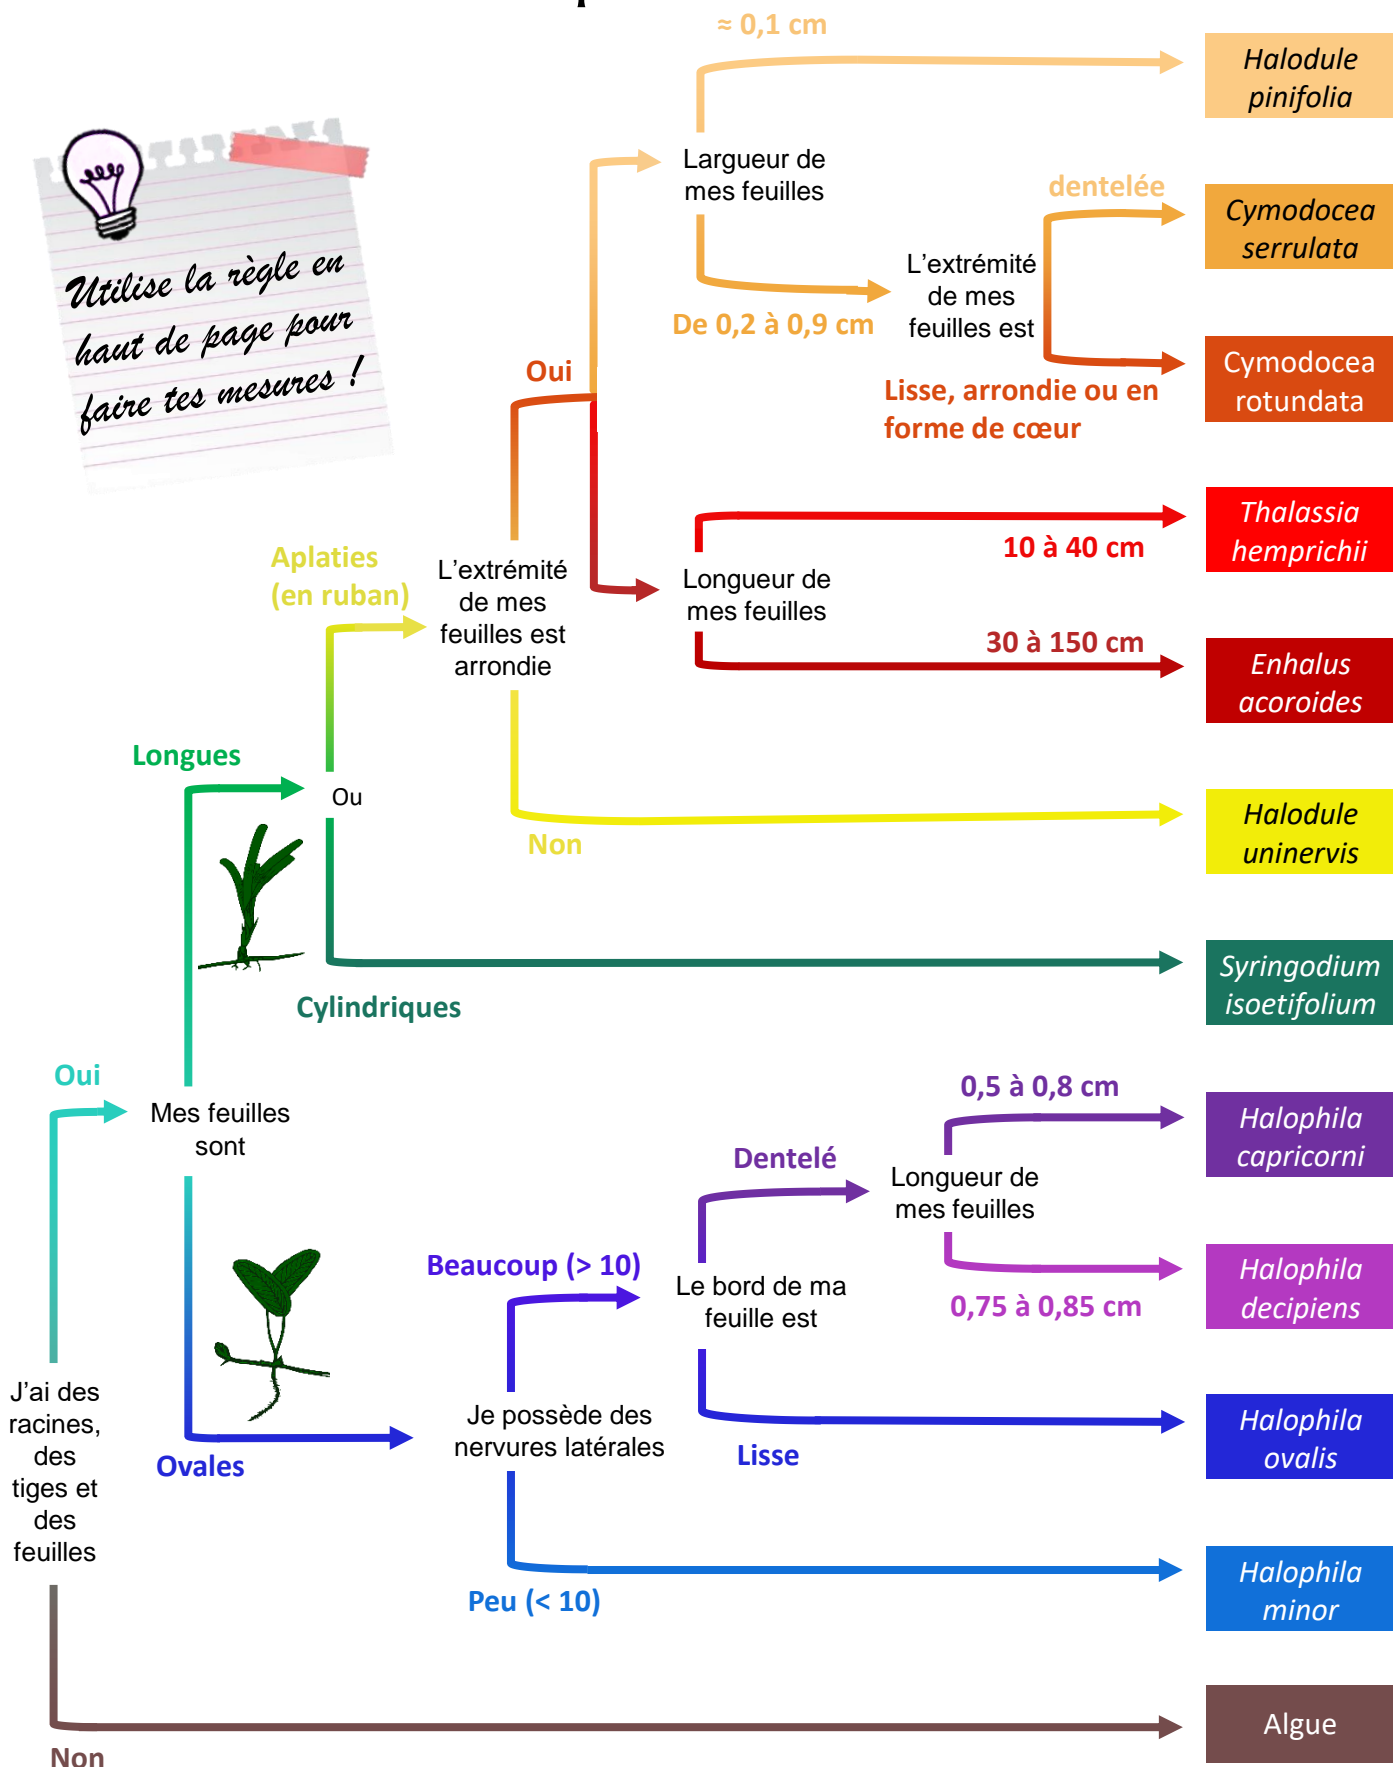 ≈ 0,1 cm
Halodule
pinifolia
Largueur de
mes feuilles
dentelée
Cymodocea
serrulata
Utilise la règle en
haut de page pour
faire tes mesures !
L'extrémité
de mes
feuilles est
De 0,2 à 0,9 cm
Oui
Lisse, arrondie ou en
forme de cœur
Cymodocea
rotundata
Thalassia
hemprichii
10 à 40 cm
Aplaties
(en ruban)
L'extrémité
de mes
feuilles est
arrondie
Longueur de
mes feuilles
30 à 150 cm
Enhalus
acoroides
Longues
Ou
Non
Halodule
uninervis
Cylindriques
Syringodium
isoetifolium
Oui
Mes feuilles
sont
0,5 à 0,8 cm
Halophila
capricorni
Dentelé
Longueur de
mes feuilles
Beaucoup (> 10)
Le bord de ma
feuille est
0,75 à 0,85 cm
Halophila
decipiens
J'ai des
racines,
des
tiges et
des
feuilles
Ovales
Je possède des
nervures latérales
Lisse
Halophila
ovalis
Peu (< 10)
Halophila
minor
Algue
Non